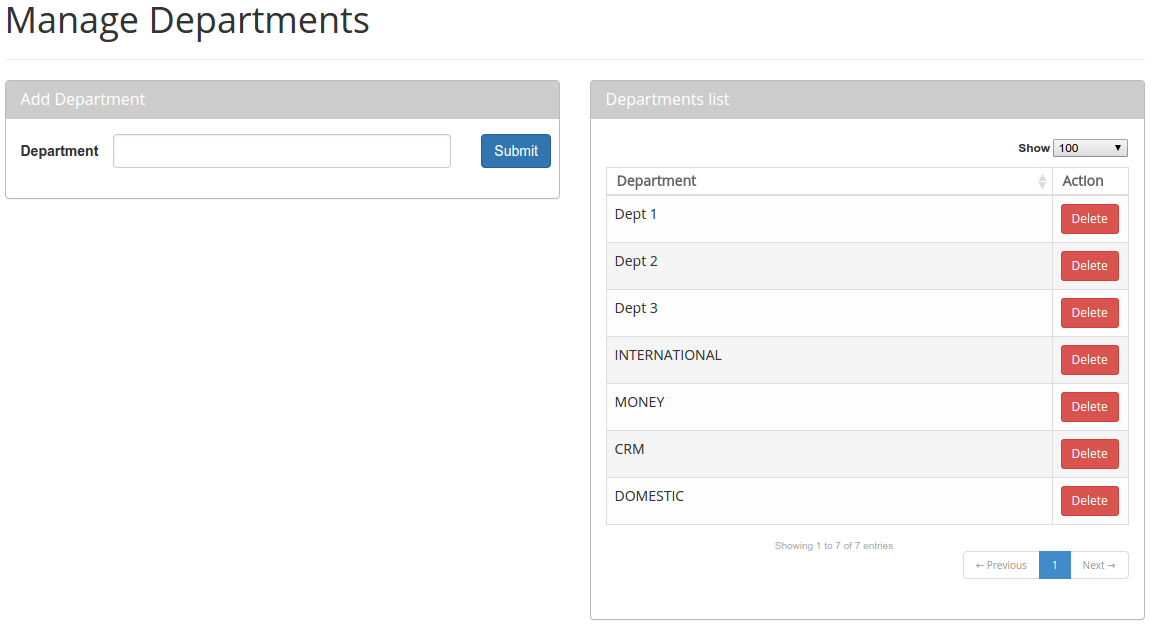 Manage Departments
Add Department
Department Submit
Departments list
Show 100
Department Action
Dept 1 Delete
Dept 2 Delete
Dept 3 Delete
INTERNATIONAL Delete
MONEY Delete
CRM Delete
DOMESTIC Delete
Showing 1 to 7 of 7 entries
← Previous 1 Next →